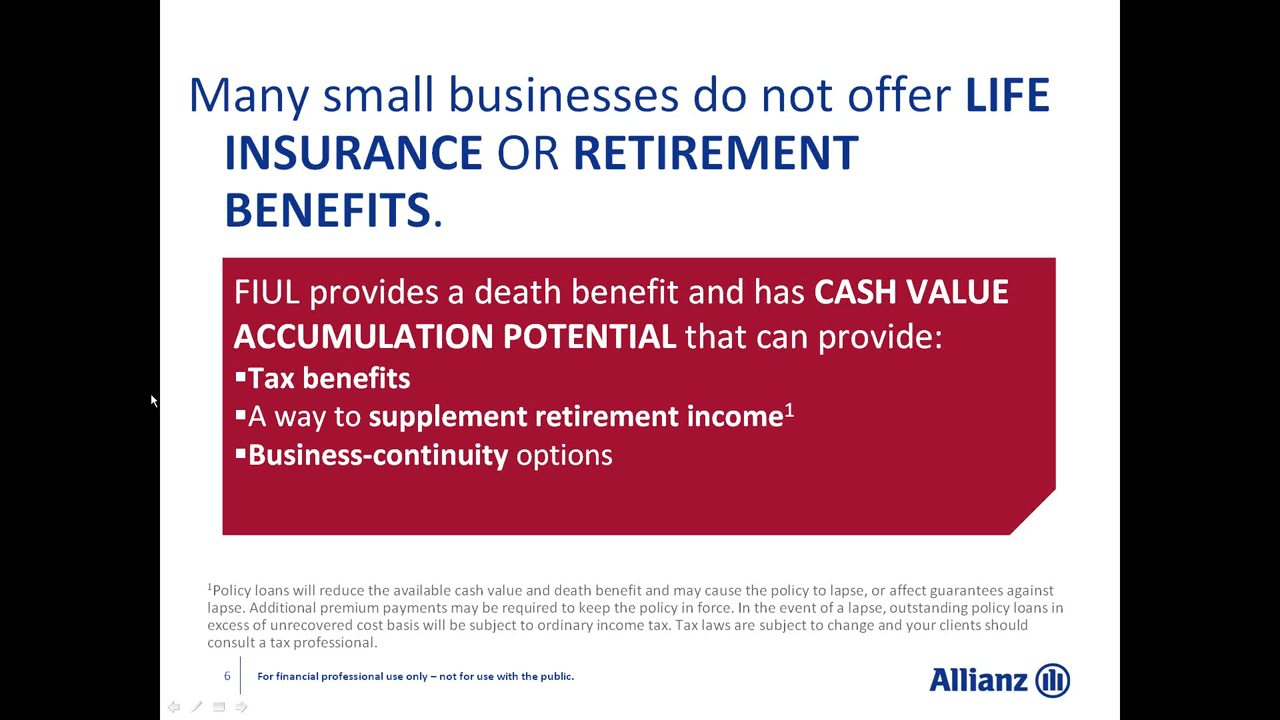 Many small businesses do not offer LIFE
INSURANCE OR RETIREMENT
BENEFITS.
FIUL provides a death benefit and has CASH VALUE
ACCUMULATION POTENTIAL that can provide:
▪Tax benefits
▪A way to supplement retirement income¹
▪Business-continuity options
¹Policy loans will reduce the available cash value and death benefit and may cause the policy to lapse, or affect guarantees against
lapse. Additional premium payments may be required to keep the policy in force. In the event of a lapse, outstanding policy loans in
excess of unrecovered cost basis will be subject to ordinary income tax. Tax laws are subject to change and your clients should
consult a tax professional.
6
For financial professional use only – not for use with the public.
Allianz